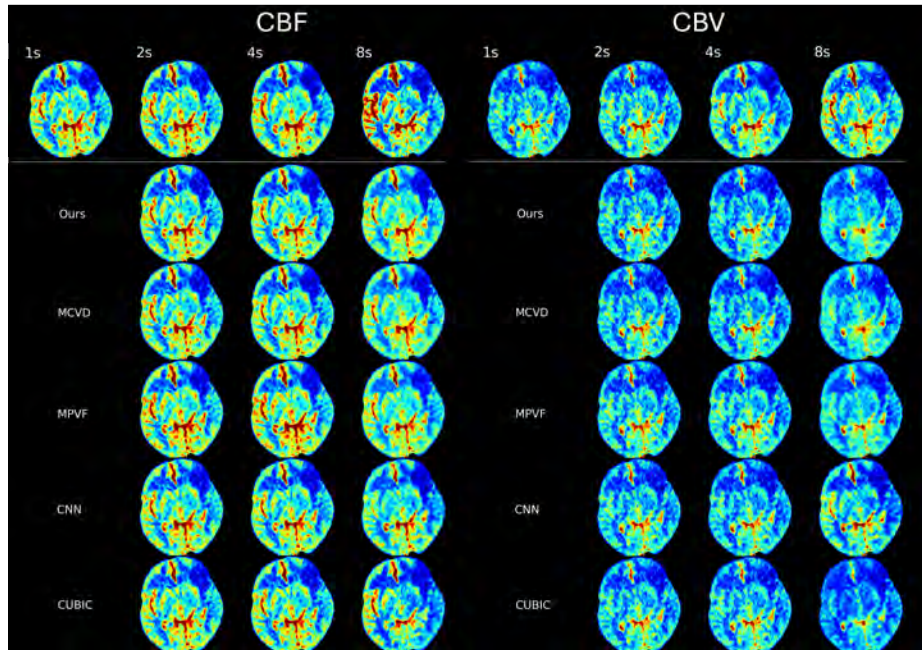 CBF CBV
1s 2s 4s 8s 1s 2s 4s 8s
Ours Ours
MCVD MCVD
MPVF MPVF
CNN CNN
CUBIC CUBIC